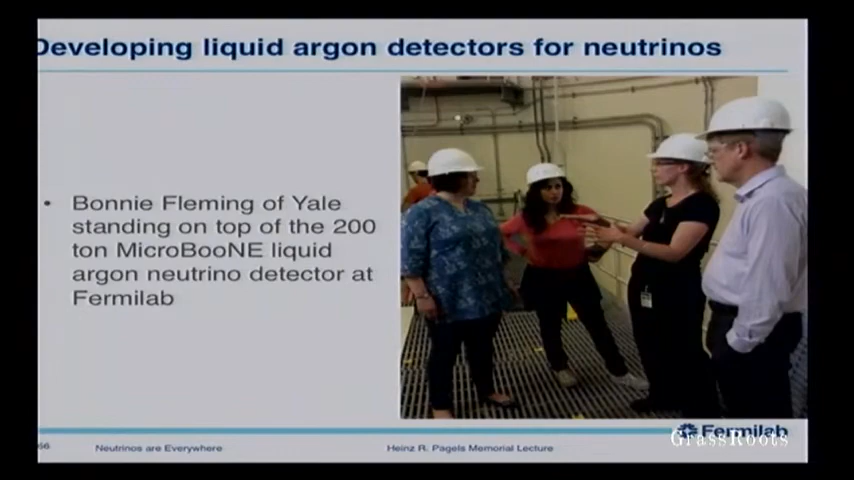 Developing liquid argon detectors for neutrinos
• Bonnie Fleming of Yale
standing on top of the 200
ton MicroBooNE liquid
argon neutrino detector at
Fermilab
66
Neutrinos are Everywhere
Heinz R. Pagels Memorial Lecture
Fermilab
GrassRoots